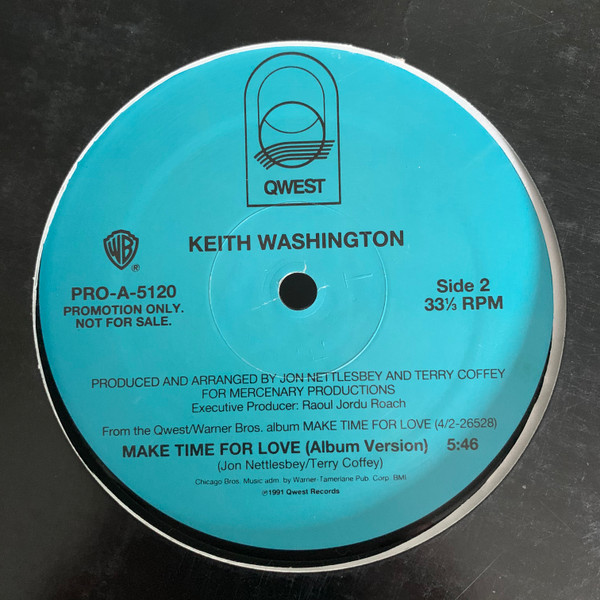 QWEST
KEITH WASHINGTON
WB
®
PRO-A-5120
PROMOTION ONLY.
NOT FOR SALE.
Side 2
33⅓ RPM
PRODUCED AND ARRANGED BY JON NETTLESBEY AND TERRY COFFEY
FOR MERCENARY PRODUCTIONS
Executive Producer: Raoul Jordu Roach
From the Qwest/Warner Bros. album MAKE TIME FOR LOVE (4/2-26528)
MAKE TIME FOR LOVE (Album Version) 5:46
(Jon Nettlesbey/Terry Coffey)
Chicago Bros. Music adm. by Warner-Tamerlane Pub. Corp. BMI
℗1991 Qwest Records